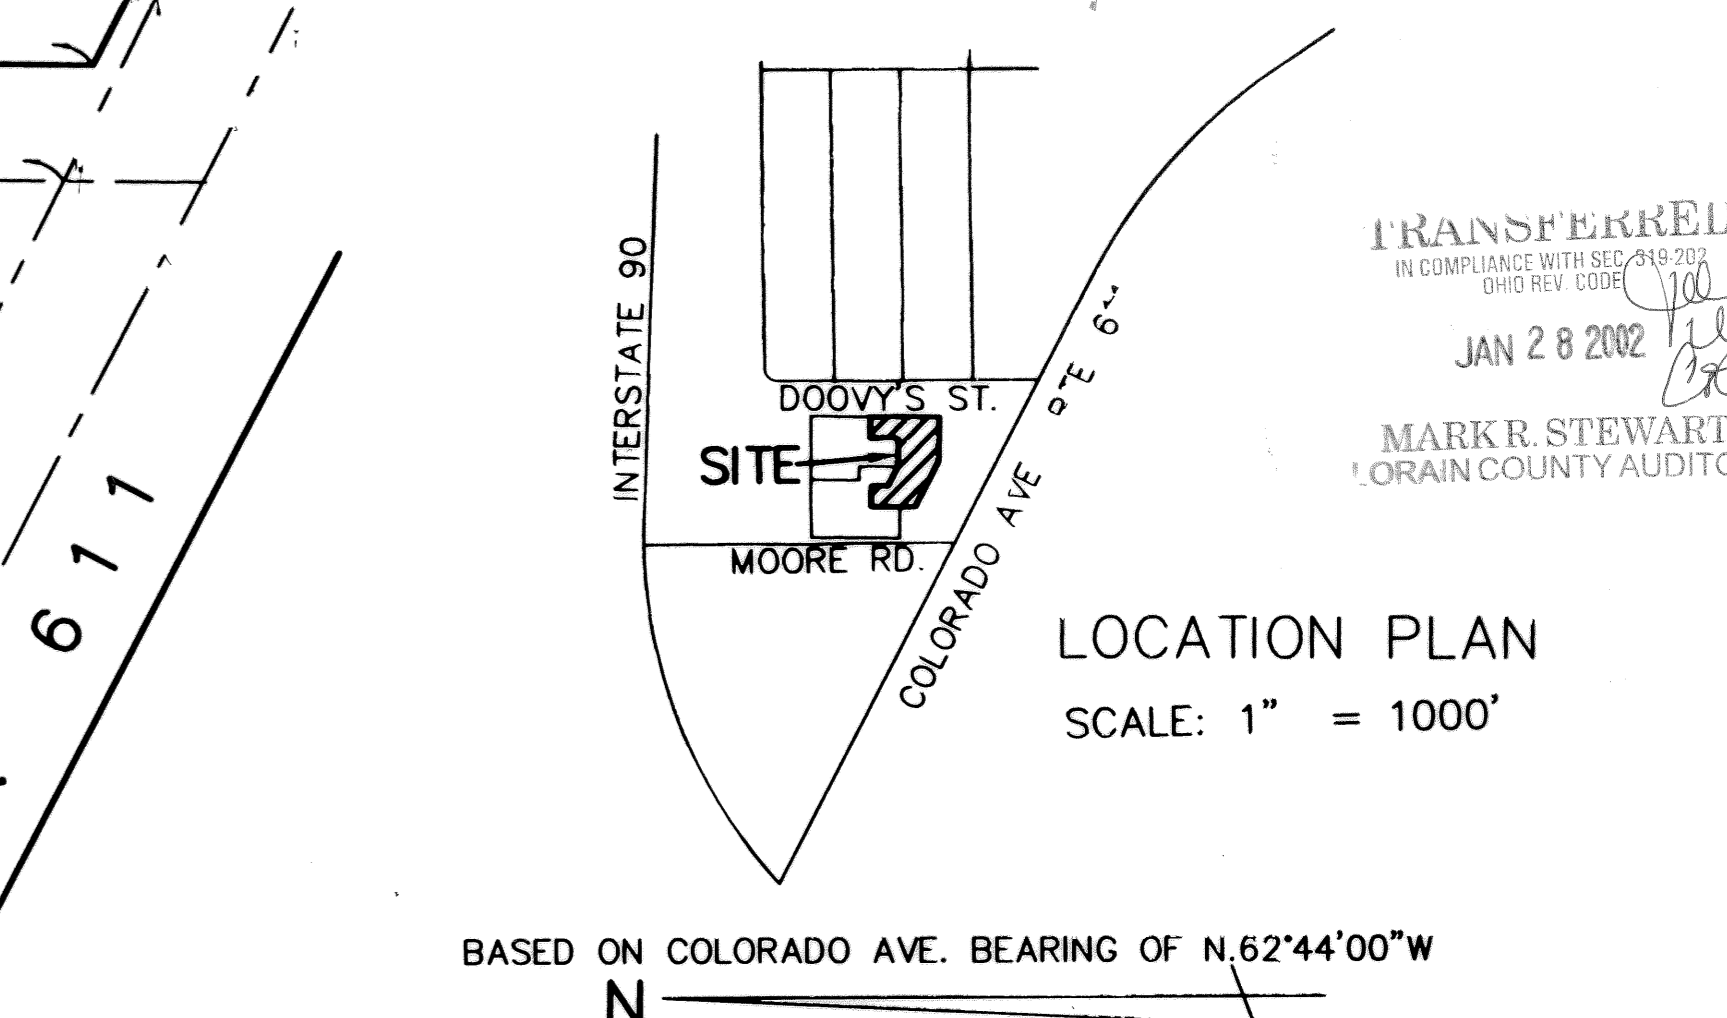 INTERSTATE 90
DOOVY'S ST.
SITE
MOORE RD.
COLORADO AVE
LOCATION PLAN
SCALE: 1" = 1000'
TRANSFERRED
IN COMPLIANCE WITH SEC. 319-202
OHIO REV. CODE
JAN 28 2002
MARK R. STEWART
LORAIN COUNTY
611
BASED ON COLORADO AVE. BEARING OF N.62°44'00"W
N